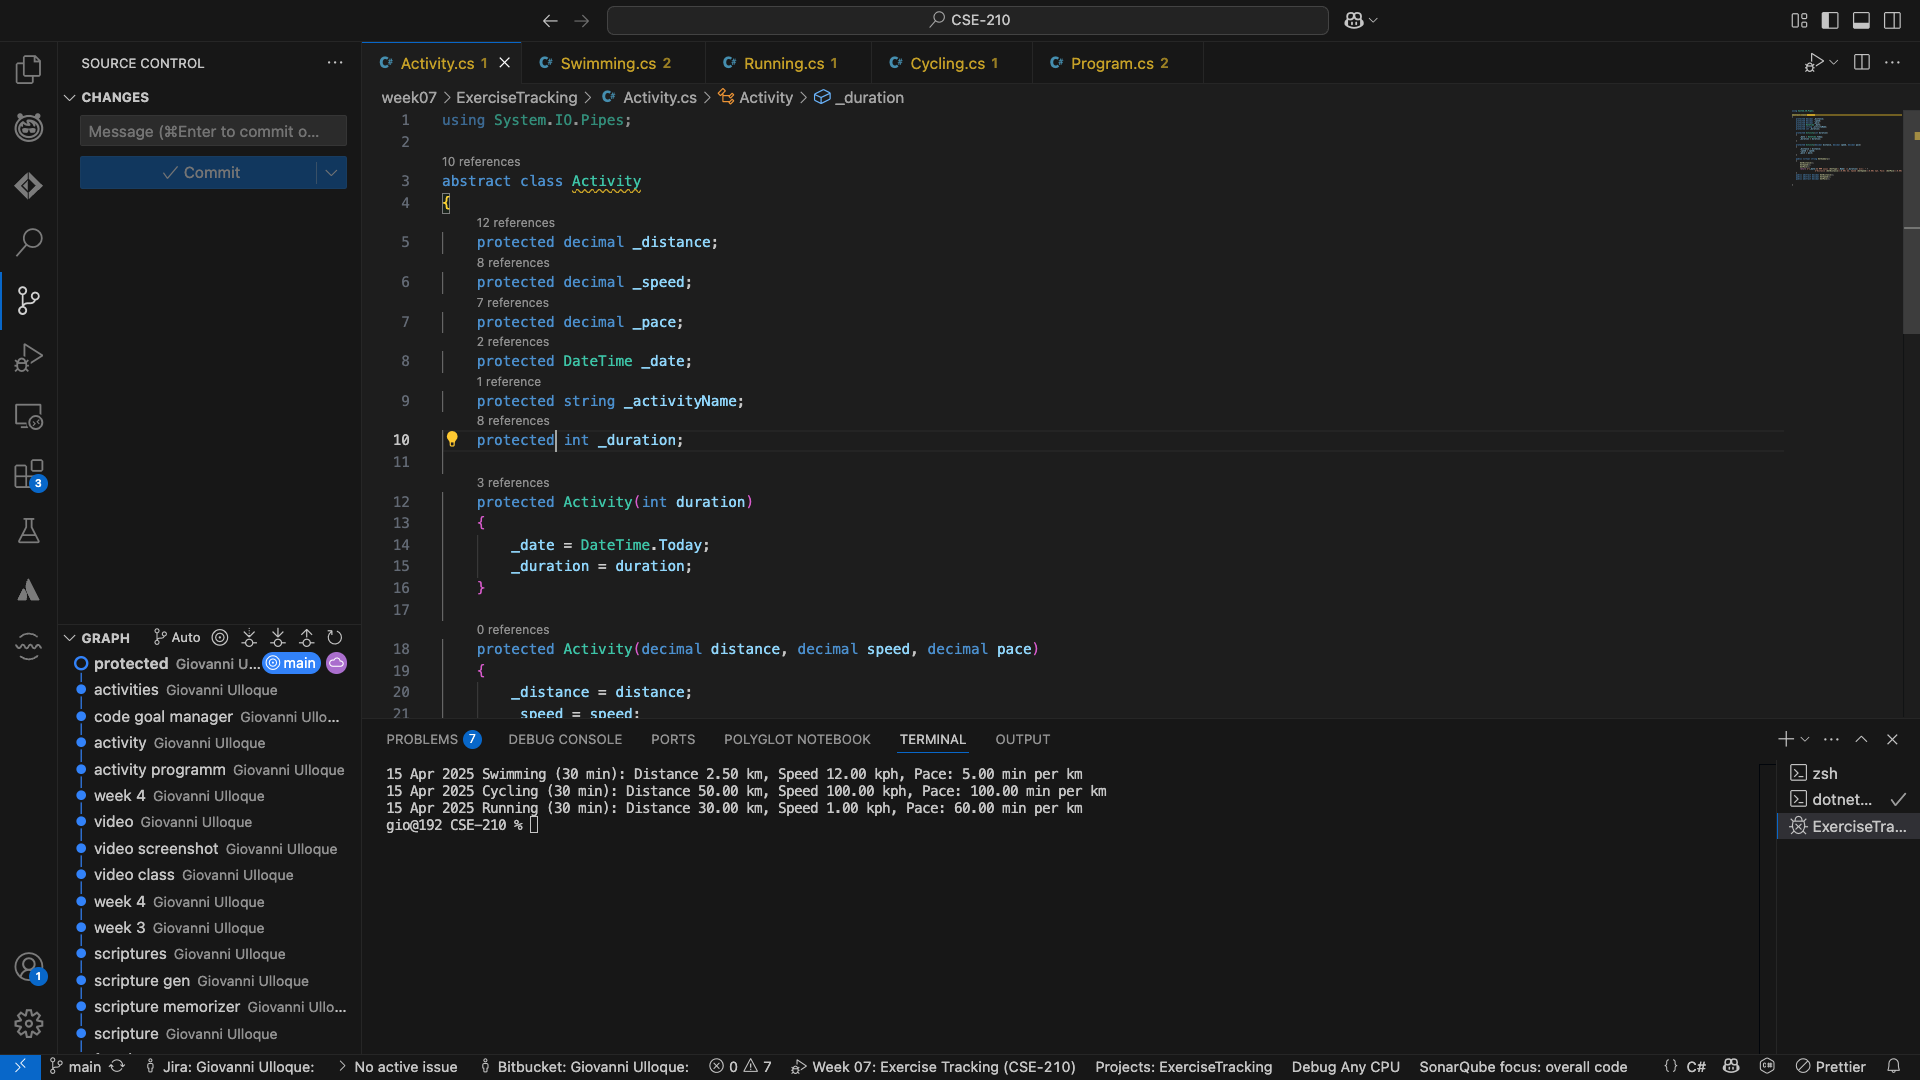 CSE-210
SOURCE CONTROL
CHANGES
Message (⌘Enter to commit o...
Commit
3
1
GRAPH
Auto
protected Giovanni U... main
activities Giovanni Ulloque
code goal manager Giovanni Ullo...
activity Giovanni Ulloque
activity programm Giovanni Ulloque
week 4 Giovanni Ulloque
video Giovanni Ulloque
video screenshot Giovanni Ulloque
video class Giovanni Ulloque
week 4 Giovanni Ulloque
week 3 Giovanni Ulloque
scriptures Giovanni Ulloque
scripture gen Giovanni Ulloque
scripture memorizer Giovanni Ullo...
scripture Giovanni Ulloque
Activity.cs 1 Swimming.cs 2 Running.cs 1 Cycling.cs 1 Program.cs 2
week07 > ExerciseTracking > Activity.cs > Activity > _duration
1 using System.IO.Pipes;
2
10 references
3 abstract class Activity
4 {
12 references
5 protected decimal _distance;
8 references
6 protected decimal _speed;
7 references
7 protected decimal _pace;
2 references
8 protected DateTime _date;
1 reference
9 protected string _activityName;
8 references
10 protected int _duration;
11
3 references
12 protected Activity(int duration)
13 {
14 _date = DateTime.Today;
15 _duration = duration;
16 }
17
0 references
18 protected Activity(decimal distance, decimal speed, decimal pace)
19 {
20 _distance = distance;
21 _speed = speed;
PROBLEMS 7 DEBUG CONSOLE PORTS POLYGLOT NOTEBOOK TERMINAL OUTPUT
15 Apr 2025 Swimming (30 min): Distance 2.50 km, Speed 12.00 kph, Pace: 5.00 min per km
15 Apr 2025 Cycling (30 min): Distance 50.00 km, Speed 100.00 kph, Pace: 100.00 min per km
15 Apr 2025 Running (30 min): Distance 30.00 km, Speed 1.00 kph, Pace: 60.00 min per km
gio@192 CSE-210 %
zsh
dotnet...
ExerciseTra...
main Jira: Giovanni Ulloque: > No active issue Bitbucket: Giovanni Ulloque: 0 7 Week 07: Exercise Tracking (CSE-210) Projects: ExerciseTracking Debug Any CPU SonarQube focus: overall code {} C# Prettier